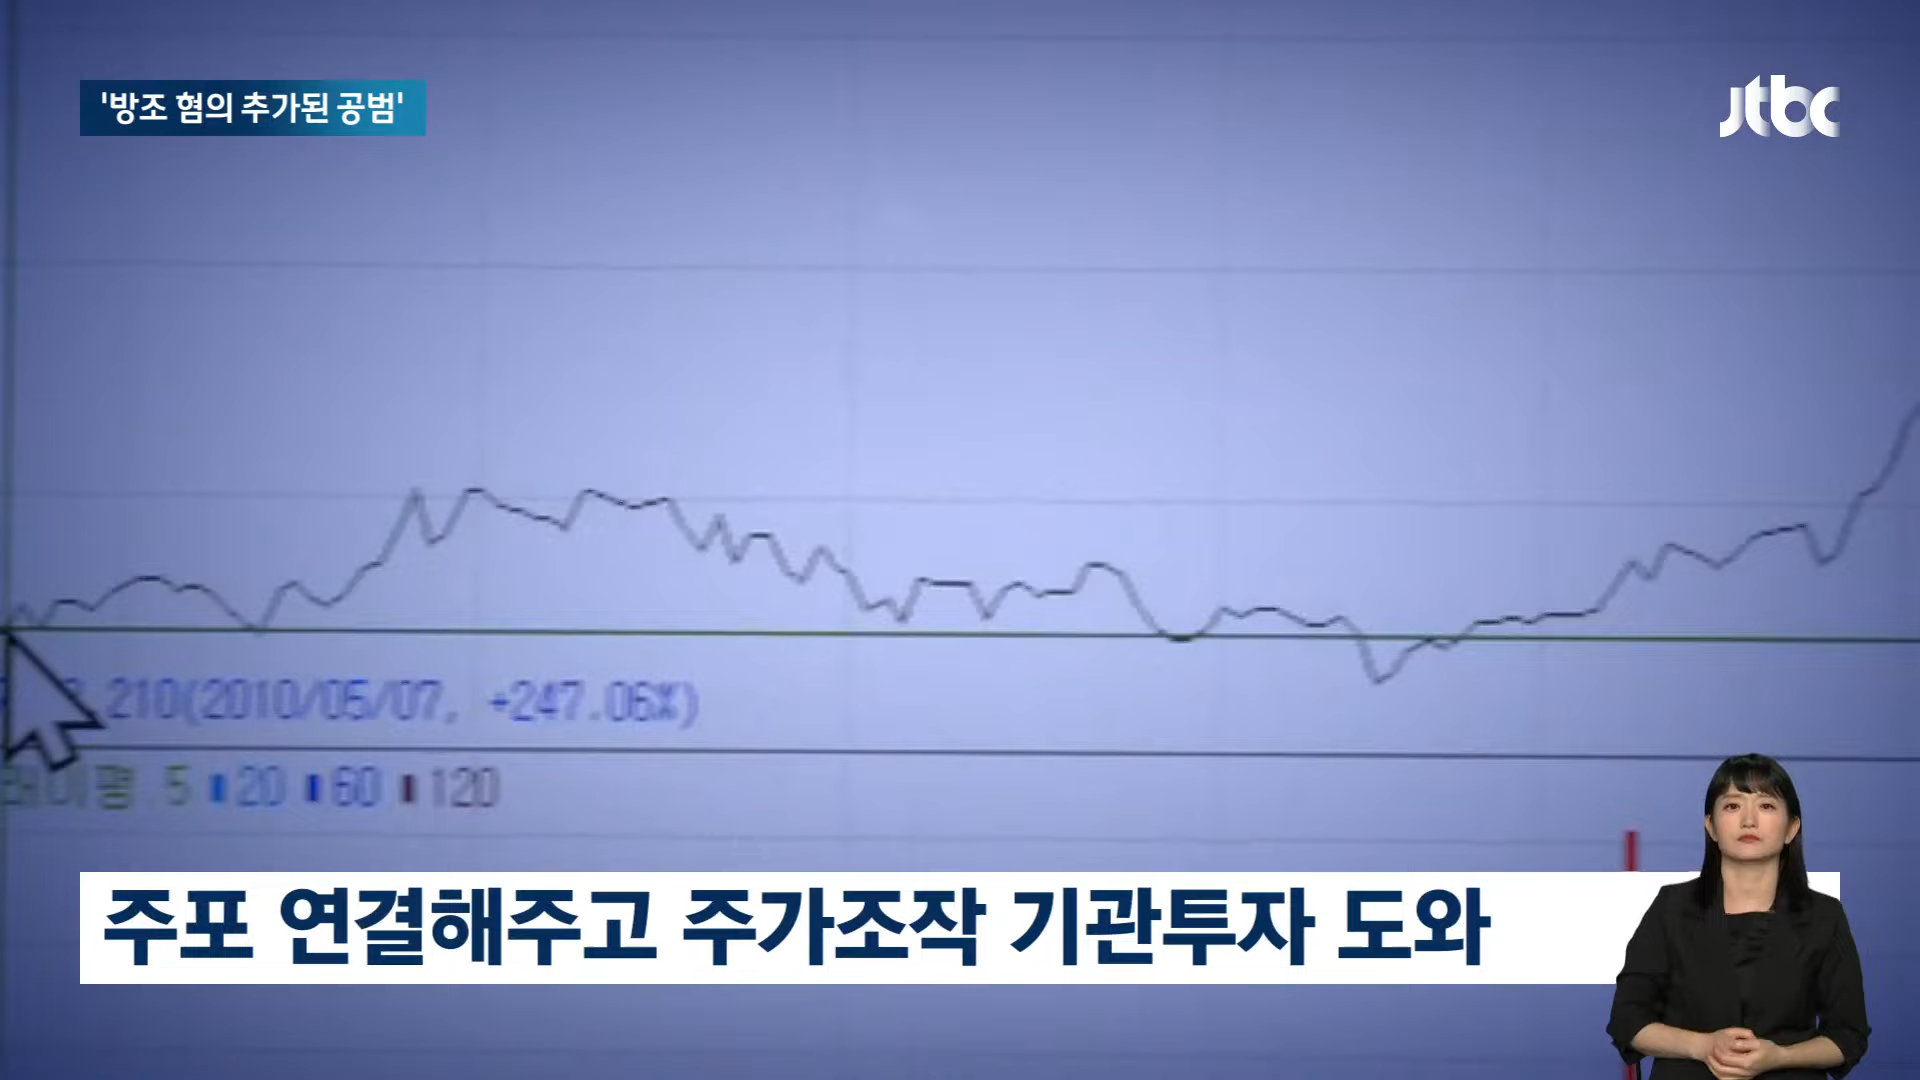 '방조 혐의 추가된 공범'
jtbc
210(2010/05/07, +247.06%)
5 20 60 120
주포 연결해주고 주가조작 기관투자 도와